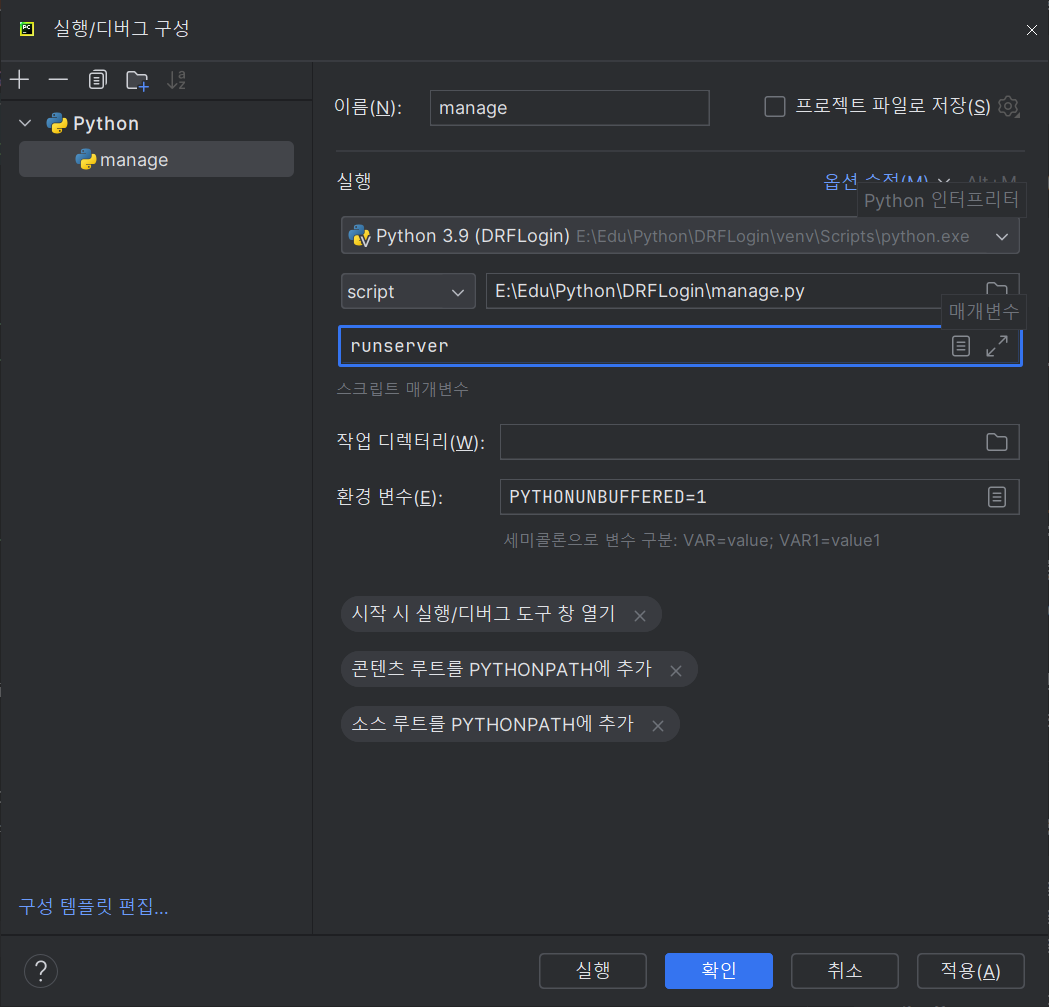 실행/디버그 구성
Python
manage
이름(N): manage 프로젝트 파일로 저장(S)
실행 옵션 수정(M) Alt+M
Python 인터프리터
Python 3.9 (DRFLogin) E:\Edu\Python\DRFLogin\venv\Scripts\python.exe
script E:\Edu\Python\DRFLogin\manage.py
매개변수
runserver
스크립트 매개변수
작업 디렉터리(W):
환경 변수(E): PYTHONUNBUFFERED=1
세미콜론으로 변수 구분: VAR=value; VAR1=value1
시작 시 실행/디버그 도구 창 열기
콘텐츠 루트를 PYTHONPATH에 추가
소스 루트를 PYTHONPATH에 추가
구성 템플릿 편집...
? 실행 확인 취소 적용(A)